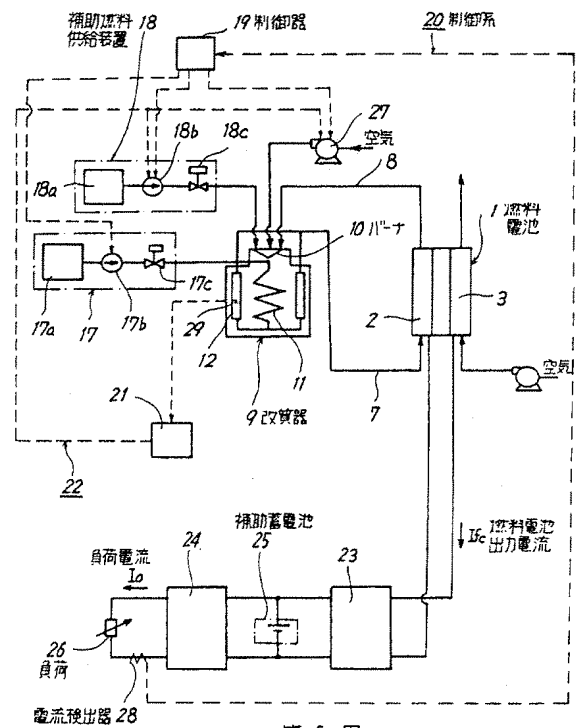 補助燃料
供給装置
18
19 制御器
20 制御系
18b
18c
27
空気
18a
8
1 燃料
電池
10 バーナ
17c
2
3
17a
17b
17
29
12
11
空気
21
9 改質器
7
22
補助蓄電池
25
Ifc 燃料電池
出力電流
負荷電流
Io
24
23
26
負荷
電流検出器
28